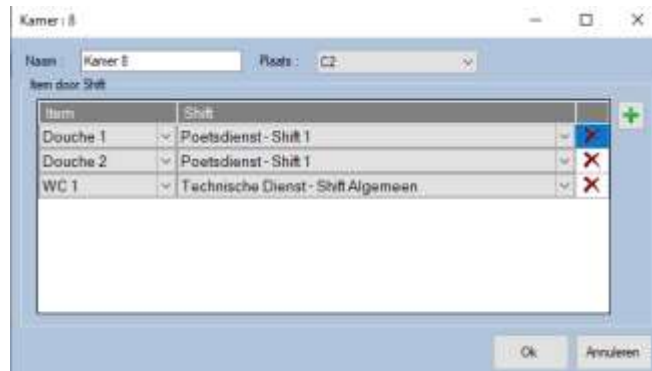 Kamer : 8
Naam : Kamer 8 Plaats : C2
Item door Shift
Item Shift
Douche 1 Poetsdienst - Shift 1
Douche 2 Poetsdienst - Shift 1
WC 1 Technische Dienst - Shift Algemeen
Ok Annuleren